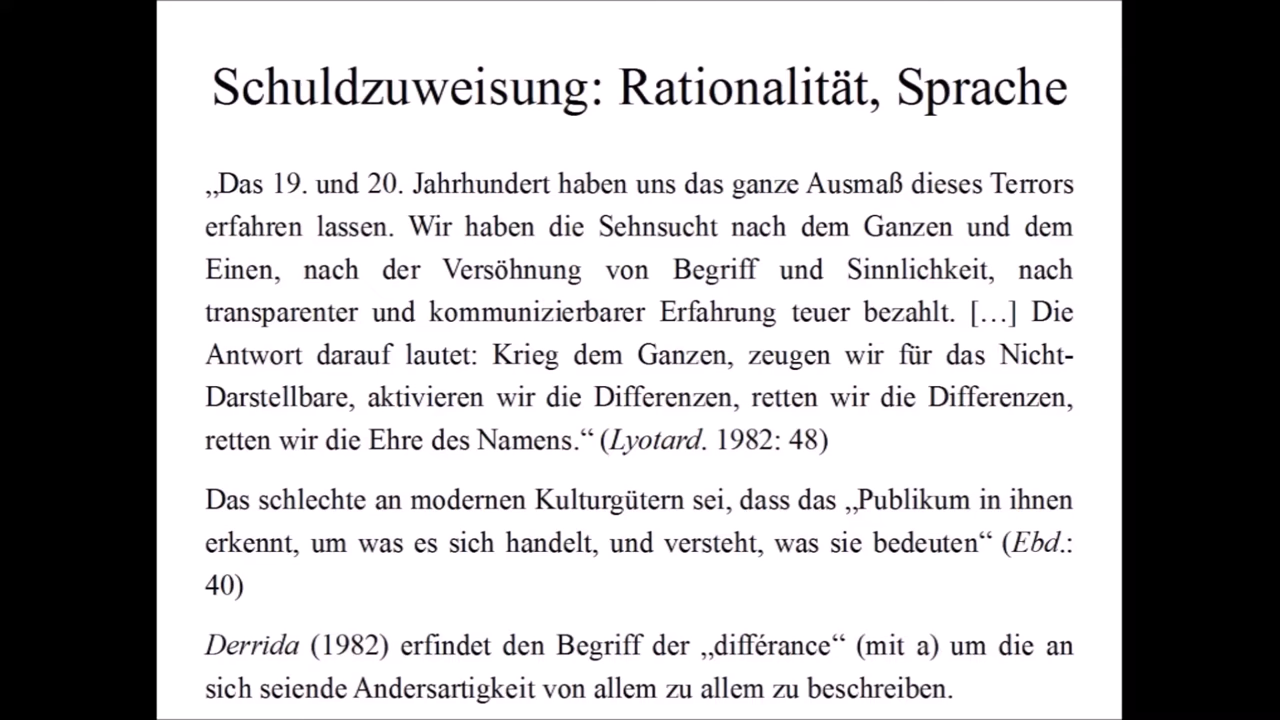 Schuldzuweisung: Rationalität, Sprache
„Das 19. und 20. Jahrhundert haben uns das ganze Ausmaß dieses Terrors
erfahren lassen. Wir haben die Sehnsucht nach dem Ganzen und dem
Einen, nach der Versöhnung von Begriff und Sinnlichkeit, nach
transparenter und kommunizierbarer Erfahrung teuer bezahlt. […] Die
Antwort darauf lautet: Krieg dem Ganzen, zeugen wir für das Nicht-
Darstellbare, aktivieren wir die Differenzen, retten wir die Differenzen,
retten wir die Ehre des Namens.“ (Lyotard. 1982: 48)
Das schlechte an modernen Kulturgütern sei, dass das „Publikum in ihnen
erkennt, um was es sich handelt, und versteht, was sie bedeuten“ (Ebd.:
40)
Derrida (1982) erfindet den Begriff der „différance“ (mit a) um die an
sich seiende Andersartigkeit von allem zu allem zu beschreiben.